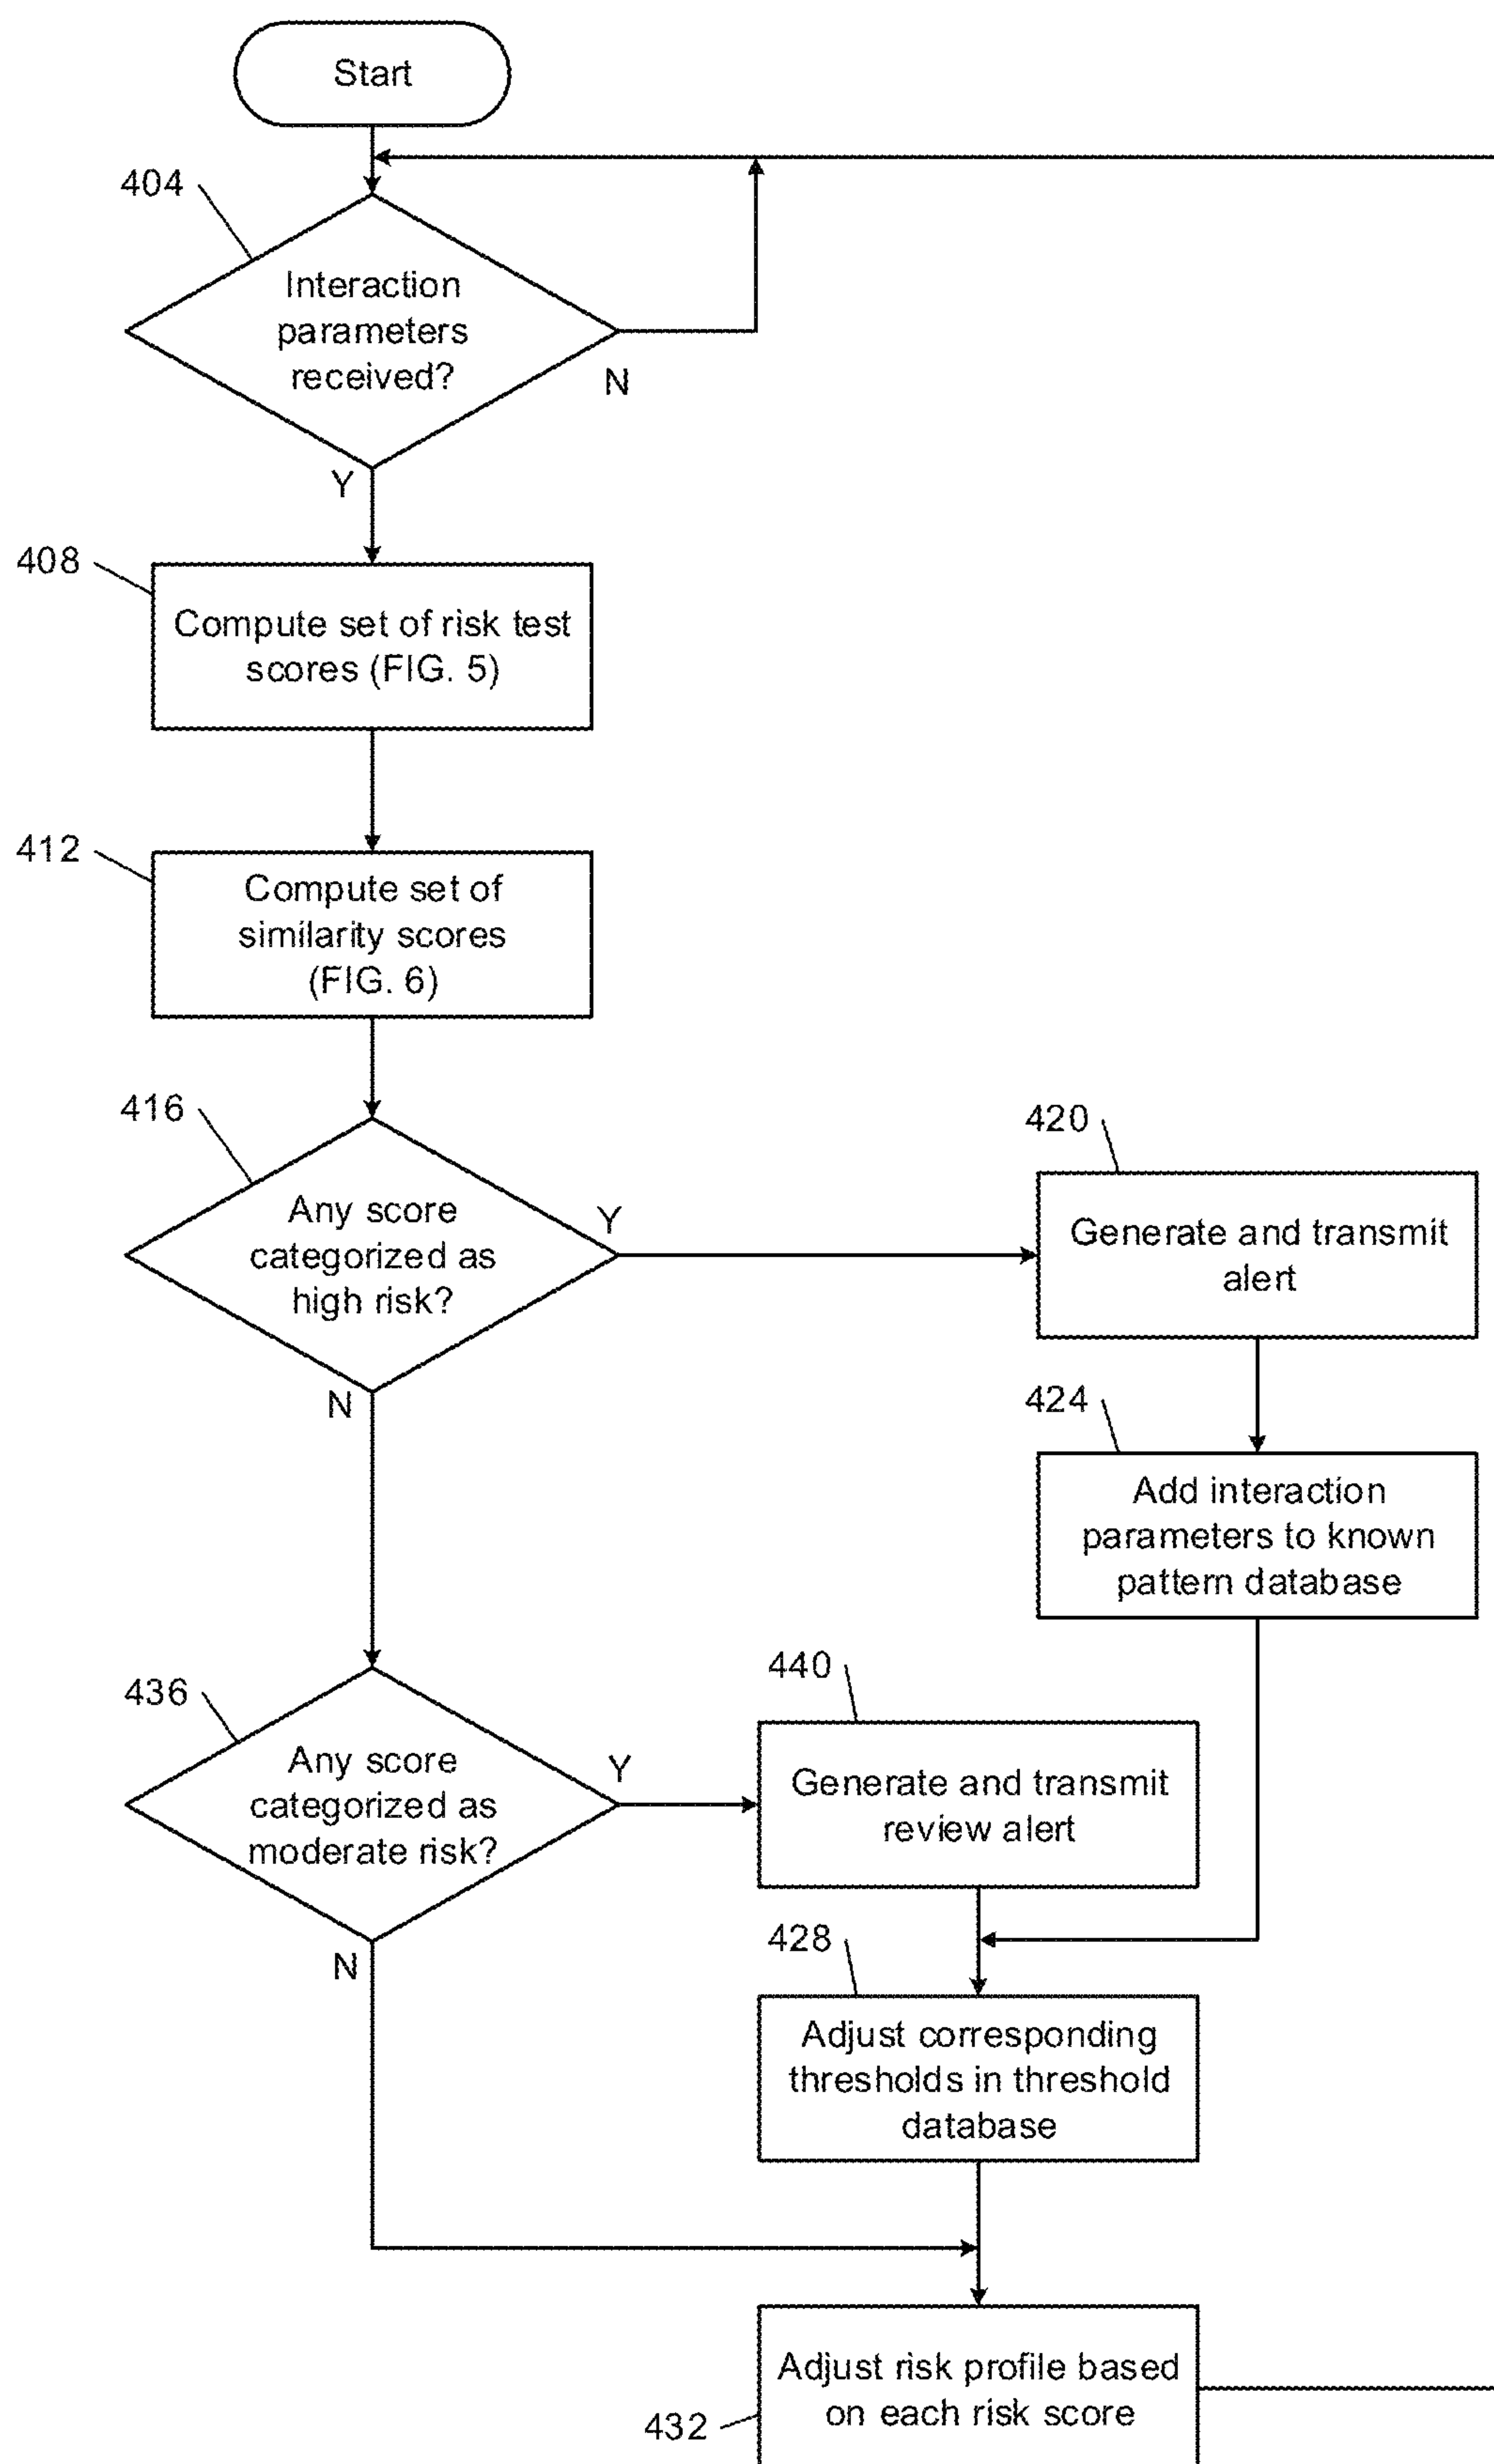 Start
404
Interaction
parameters
received?
N
Y
408
Compute set of risk test
scores (FIG. 5)
412
Compute set of
similarity scores
(FIG. 6)
416
Any score
categorized as
high risk?
Y
N
420
Generate and transmit
alert
424
Add interaction
parameters to known
pattern database
436
Any score
categorized as
moderate risk?
Y
N
440
Generate and transmit
review alert
428
Adjust corresponding
thresholds in threshold
database
432
Adjust risk profile based
on each risk score